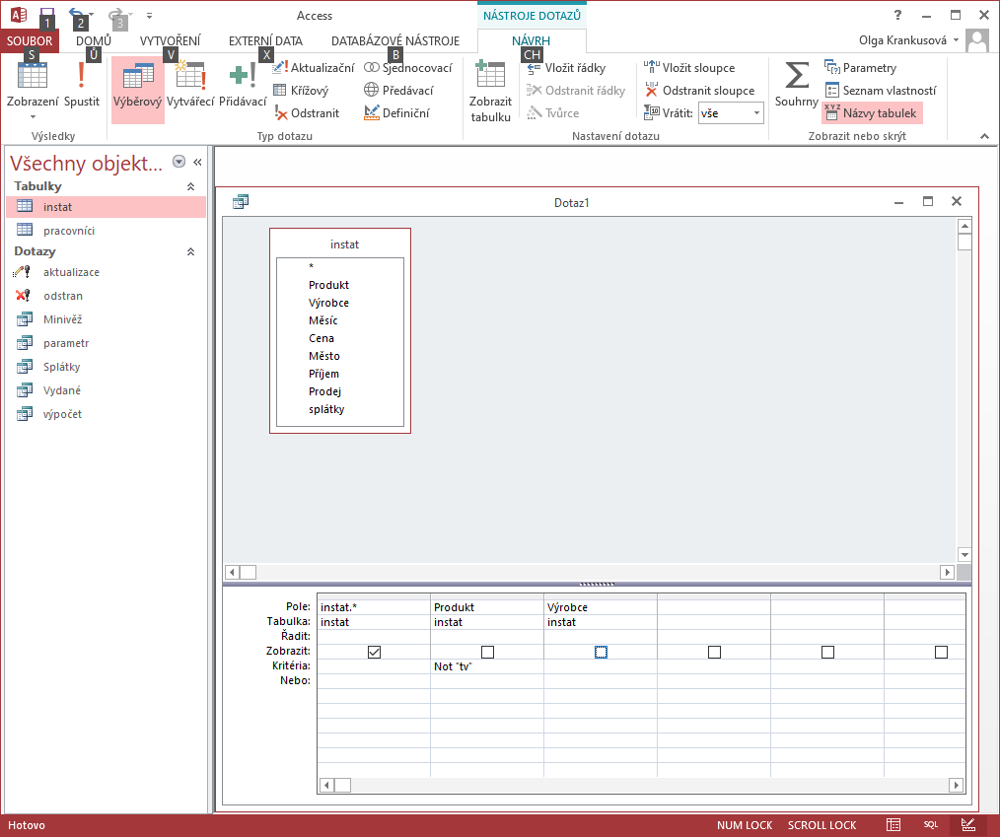 Access
NÁSTROJE DOTAZŮ
?
1
2
3
SOUBOR
DOMŮ
VYTVOŘENÍ
EXTERNÍ DATA
DATABÁZOVÉ NÁSTROJE
NÁVRH
Olga Krankusová
S
Ů
V
X
B
CH
Zobrazení
Spustit
Výběrový
Vytvářecí
Přidávací
Aktualizační
Křížový
Odstranit
Sjednocovací
Předávací
Definiční
Zobrazit
tabulku
Vložit řádky
Odstranit řádky
Tvůrce
Vložit sloupce
Odstranit sloupce
Vrátit: vše
Souhrny
Parametry
Seznam vlastností
XYZ
Názvy tabulek
Výsledky
Typ dotazu
Nastavení dotazu
Zobrazit nebo skrýt
Všechny objekt...
Tabulky
instat
pracovníci
Dotazy
aktualizace
odstran
Minivěž
parametr
Splátky
Vydané
výpočet
Dotaz1
instat
*
Produkt
Výrobce
Měsíc
Cena
Město
Příjem
Prodej
splátky
Pole: instat.* Produkt Výrobce
Tabulka: instat instat instat
Řadit:
Zobrazit:
Kritéria: Not "tv"
Nebo:
Hotovo
NUM LOCK
SCROLL LOCK
SQL